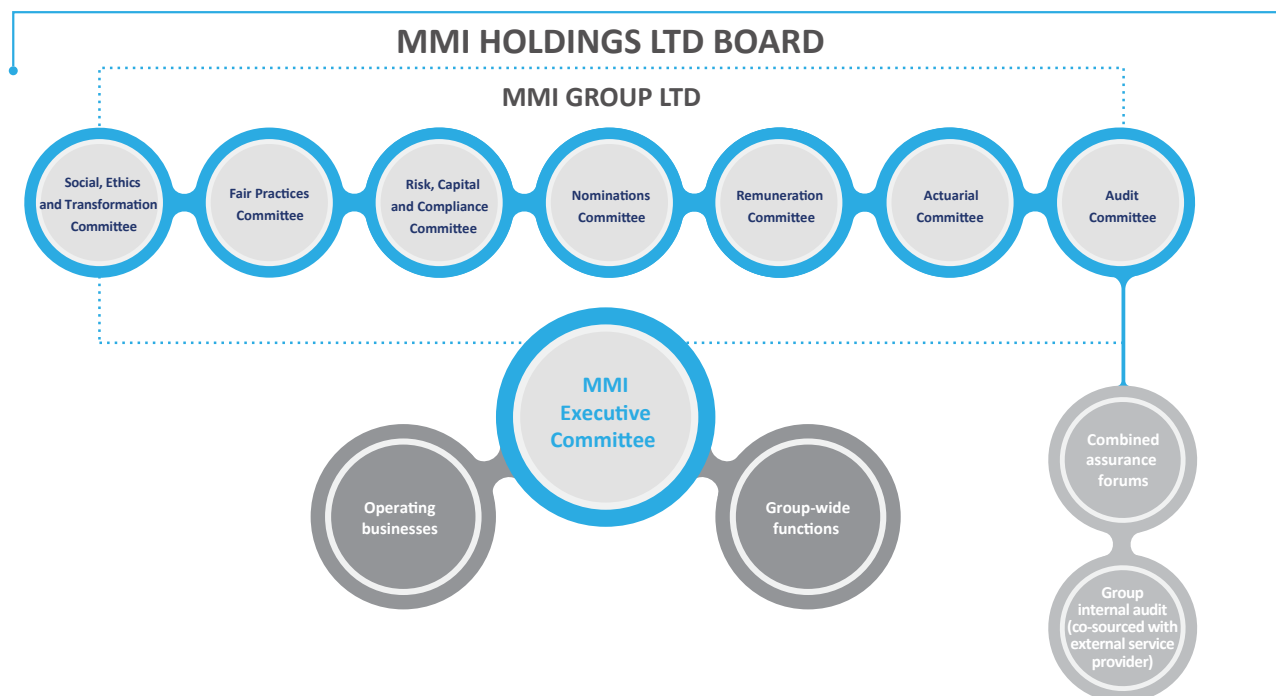 MMI HOLDINGS LTD BOARD
MMI GROUP LTD
Social, Ethics
and Transformation
Committee
Fair Practices
Committee
Risk, Capital
and Compliance
Committee
Nominations
Committee
Remuneration
Committee
Actuarial
Committee
Audit
Committee
MMI
Executive
Committee
Operating
businesses
Group-wide
functions
Combined
assurance
forums
Group
internal audit
(co-sourced with
external service
provider)